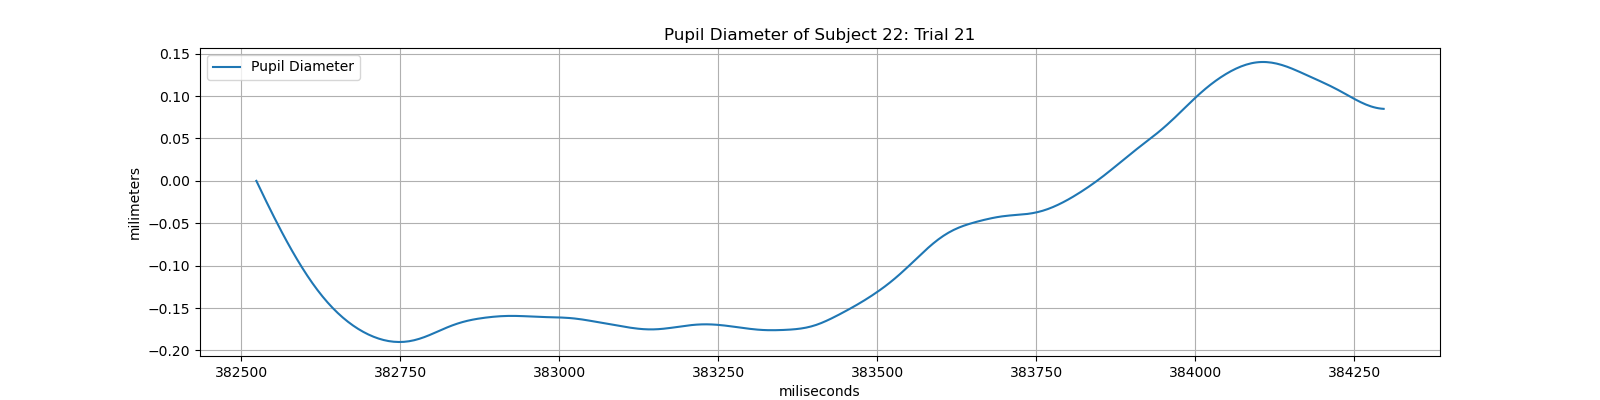 Pupil Diameter of Subject 22: Trial 21
Pupil Diameter
milimeters
0.15
0.10
0.05
0.00
−0.05
−0.10
−0.15
−0.20
382500 382750 383000 383250 383500 383750 384000 384250
miliseconds